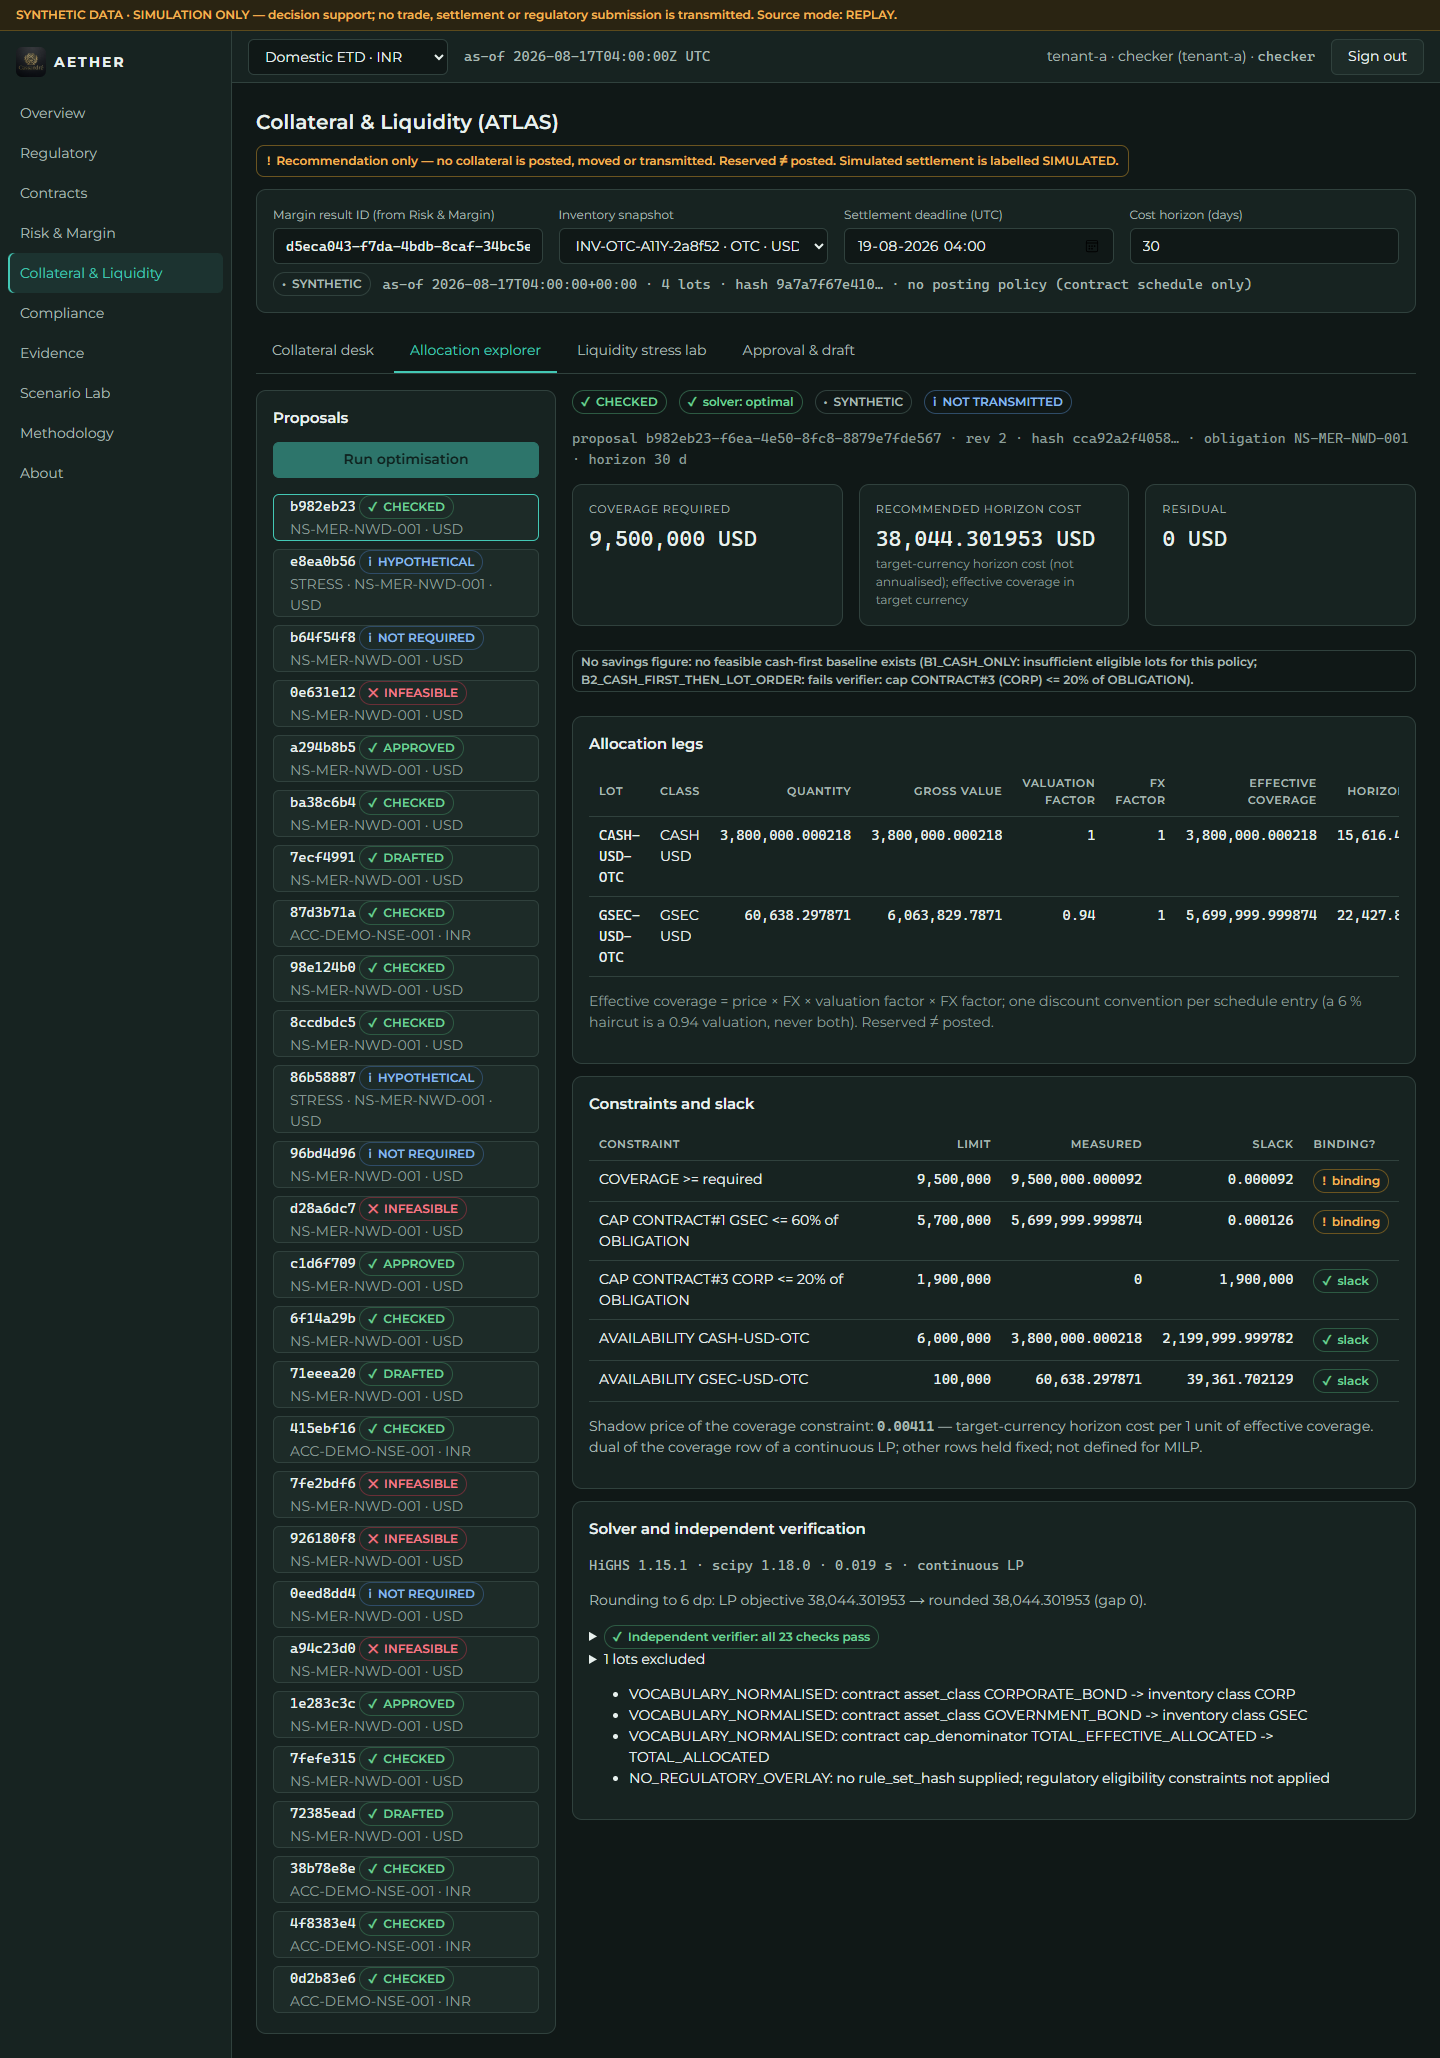 SYNTHETIC DATA · SIMULATION ONLY — decision support; no trade, settlement or regulatory submission is transmitted. Source mode: REPLAY.
AETHER
Domestic ETD · INR
as-of 2026-08-17T04:00:00Z UTC
tenant-a · checker (tenant-a) · checker
Sign out
Overview
Regulatory
Contracts
Risk & Margin
Collateral & Liquidity
Compliance
Evidence
Scenario Lab
Methodology
About
Collateral & Liquidity (ATLAS)
! Recommendation only — no collateral is posted, moved or transmitted. Reserved ≠ posted. Simulated settlement is labelled SIMULATED.
Margin result ID (from Risk & Margin)
Inventory snapshot
Settlement deadline (UTC)
Cost horizon (days)
d5eca043-f7da-4bdb-8caf-34bc5e
INV-OTC-A11Y-2a8f52 · OTC · USD
19-08-2026 04:00
30
· SYNTHETIC
as-of 2026-08-17T04:00:00+00:00 · 4 lots · hash 9a7a7f67e410… · no posting policy (contract schedule only)
Collateral desk
Allocation explorer
Liquidity stress lab
Approval & draft
Proposals
Run optimisation
b982eb23 ✓ CHECKED
NS-MER-NWD-001 · USD
e8ea0b56 i HYPOTHETICAL
STRESS · NS-MER-NWD-001 ·
USD
b64f54f8 i NOT REQUIRED
NS-MER-NWD-001 · USD
0e631e12 ✕ INFEASIBLE
NS-MER-NWD-001 · USD
a294b8b5 ✓ APPROVED
NS-MER-NWD-001 · USD
ba38c6b4 ✓ CHECKED
NS-MER-NWD-001 · USD
7ecf4991 ✓ DRAFTED
NS-MER-NWD-001 · USD
87d3b71a ✓ CHECKED
ACC-DEMO-NSE-001 · INR
98e124b0 ✓ CHECKED
NS-MER-NWD-001 · USD
8ccdbdc5 ✓ CHECKED
NS-MER-NWD-001 · USD
86b58887 i HYPOTHETICAL
STRESS · NS-MER-NWD-001 ·
USD
96bd4d96 i NOT REQUIRED
NS-MER-NWD-001 · USD
d28a6dc7 ✕ INFEASIBLE
NS-MER-NWD-001 · USD
c1d6f709 ✓ APPROVED
NS-MER-NWD-001 · USD
6f14a29b ✓ CHECKED
NS-MER-NWD-001 · USD
71eeea20 ✓ DRAFTED
NS-MER-NWD-001 · USD
415ebf16 ✓ CHECKED
ACC-DEMO-NSE-001 · INR
7fe2bdf6 ✕ INFEASIBLE
NS-MER-NWD-001 · USD
926180f8 ✕ INFEASIBLE
NS-MER-NWD-001 · USD
0eed8dd4 i NOT REQUIRED
NS-MER-NWD-001 · USD
a94c23d0 ✕ INFEASIBLE
NS-MER-NWD-001 · USD
1e283c3c ✓ APPROVED
NS-MER-NWD-001 · USD
7fefe315 ✓ CHECKED
NS-MER-NWD-001 · USD
72385ead ✓ DRAFTED
NS-MER-NWD-001 · USD
38b78e8e ✓ CHECKED
ACC-DEMO-NSE-001 · INR
4f8383e4 ✓ CHECKED
ACC-DEMO-NSE-001 · INR
0d2b83e6 ✓ CHECKED
ACC-DEMO-NSE-001 · INR
✓ CHECKED ✓ solver: optimal · SYNTHETIC i NOT TRANSMITTED
proposal b982eb23-f6ea-4e50-8fc8-8879e7fde567 · rev 2 · hash cca92a2f4058… · obligation NS-MER-NWD-001
· horizon 30 d
COVERAGE REQUIRED
9,500,000 USD
RECOMMENDED HORIZON COST
38,044.301953 USD
target-currency horizon cost (not
annualised); effective coverage in
target currency
RESIDUAL
0 USD
No savings figure: no feasible cash-first baseline exists (B1_CASH_ONLY: insufficient eligible lots for this policy;
B2_CASH_FIRST_THEN_LOT_ORDER: fails verifier: cap CONTRACT#3 (CORP) <= 20% of OBLIGATION).
Allocation legs
LOT CLASS QUANTITY GROSS VALUE VALUATION FACTOR FX FACTOR EFFECTIVE COVERAGE HORIZO
CASH-USD-OTC CASH USD 3,800,000.000218 3,800,000.000218 1 1 3,800,000.000218 15,616.4
GSEC-USD-OTC GSEC USD 60,638.297871 6,063,829.7871 0.94 1 5,699,999.999874 22,427.8
Effective coverage = price × FX × valuation factor × FX factor; one discount convention per schedule entry (a 6 %
haircut is a 0.94 valuation, never both). Reserved ≠ posted.
Constraints and slack
CONSTRAINT LIMIT MEASURED SLACK BINDING?
COVERAGE >= required 9,500,000 9,500,000.000092 0.000092 ! binding
CAP CONTRACT#1 GSEC <= 60% of OBLIGATION 5,700,000 5,699,999.999874 0.000126 ! binding
CAP CONTRACT#3 CORP <= 20% of OBLIGATION 1,900,000 0 1,900,000 ✓ slack
AVAILABILITY CASH-USD-OTC 6,000,000 3,800,000.000218 2,199,999.999782 ✓ slack
AVAILABILITY GSEC-USD-OTC 100,000 60,638.297871 39,361.702129 ✓ slack
Shadow price of the coverage constraint: 0.00411 — target-currency horizon cost per 1 unit of effective coverage.
dual of the coverage row of a continuous LP; other rows held fixed; not defined for MILP.
Solver and independent verification
HiGHS 1.15.1 · scipy 1.18.0 · 0.019 s · continuous LP
Rounding to 6 dp: LP objective 38,044.301953 → rounded 38,044.301953 (gap 0).
▶ ✓ Independent verifier: all 23 checks pass
▶ 1 lots excluded
• VOCABULARY_NORMALISED: contract asset_class CORPORATE_BOND -> inventory class CORP
• VOCABULARY_NORMALISED: contract asset_class GOVERNMENT_BOND -> inventory class GSEC
• VOCABULARY_NORMALISED: contract cap_denominator TOTAL_EFFECTIVE_ALLOCATED ->
TOTAL_ALLOCATED
• NO_REGULATORY_OVERLAY: no rule_set_hash supplied; regulatory eligibility constraints not applied